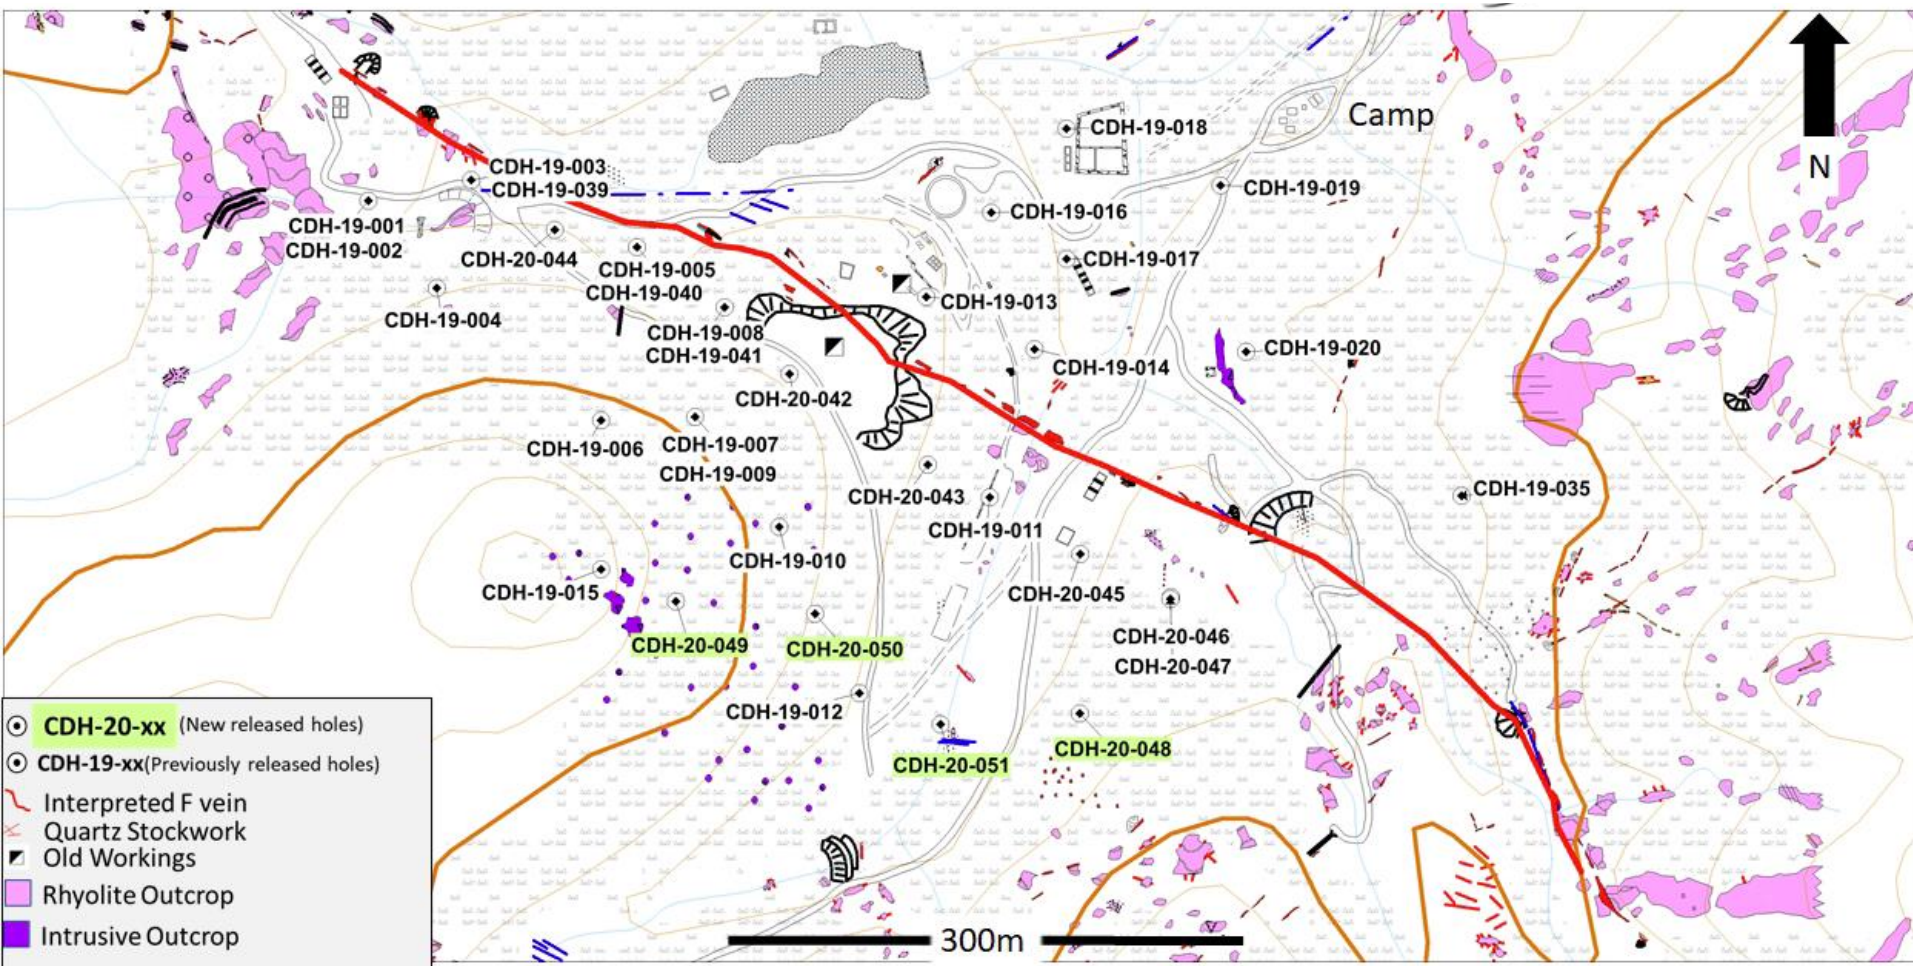 Camp
N
CDH-19-018
CDH-19-003
CDH-19-039
CDH-19-019
CDH-19-016
CDH-19-001
CDH-19-002
CDH-20-044
CDH-19-005
CDH-19-040
CDH-19-017
CDH-19-013
CDH-19-004
CDH-19-008
CDH-19-041
CDH-19-020
CDH-19-014
CDH-20-042
CDH-19-006
CDH-19-007
CDH-19-009
CDH-20-043
CDH-19-035
CDH-19-011
CDH-19-010
CDH-19-015
CDH-20-045
CDH-20-046
CDH-20-047
CDH-20-049
CDH-20-050
CDH-19-012
CDH-20-051
CDH-20-048
CDH-20-xx (New released holes)
CDH-19-xx(Previously released holes)
Interpreted F vein
Quartz Stockwork
Old Workings
Rhyolite Outcrop
Intrusive Outcrop
300m